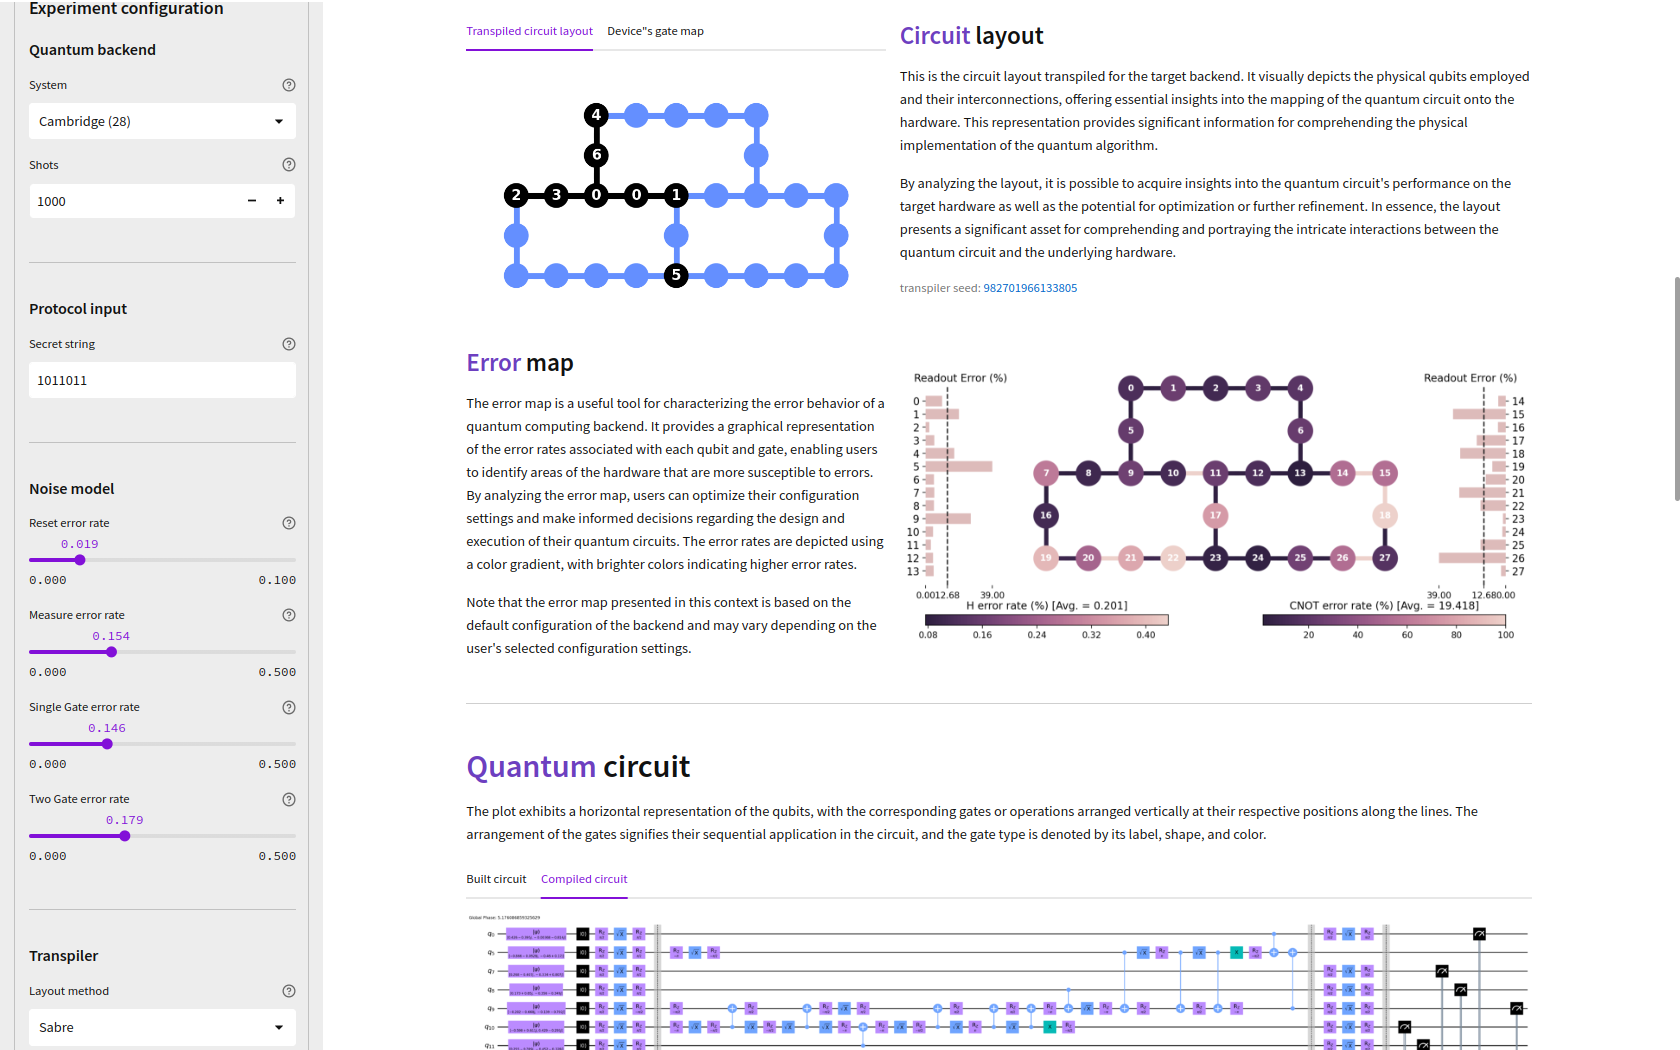 Experiment configuration
Quantum backend
System
Cambridge (28)
Shots
1000
Protocol input
Secret string
1011011
Noise model
Reset error rate
0.019
0.000 0.100
Measure error rate
0.154
0.000 0.500
Single Gate error rate
0.146
0.000 0.500
Two Gate error rate
0.179
0.000 0.500
Transpiler
Layout method
Sabre
Transpiled circuit layout Device"s gate map
4
6
2 3 0 0 1
5
Circuit layout
This is the circuit layout transpiled for the target backend. It visually depicts the physical qubits employed
and their interconnections, offering essential insights into the mapping of the quantum circuit onto the
hardware. This representation provides significant information for comprehending the physical
implementation of the quantum algorithm.
By analyzing the layout, it is possible to acquire insights into the quantum circuit's performance on the
target hardware as well as the potential for optimization or further refinement. In essence, the layout
presents a significant asset for comprehending and portraying the intricate interactions between the
quantum circuit and the underlying hardware.
transpiler seed: 982701966133805
Error map
The error map is a useful tool for characterizing the error behavior of a
quantum computing backend. It provides a graphical representation
of the error rates associated with each qubit and gate, enabling users
to identify areas of the hardware that are more susceptible to errors.
By analyzing the error map, users can optimize their configuration
settings and make informed decisions regarding the design and
execution of their quantum circuits. The error rates are depicted using
a color gradient, with brighter colors indicating higher error rates.
Note that the error map presented in this context is based on the
default configuration of the backend and may vary depending on the
user's selected configuration settings.
Readout Error (%)
0
1
2
3
4
5
6
7
8
9
10
11
12
13
0.0012.68 39.00
0 1 2 3 4
5 6
7 8 9 10 11 12 13 14 15
16 17 18
19 20 21 22 23 24 25 26 27
Readout Error (%)
14
15
16
17
18
19
20
21
22
23
24
25
26
27
39.00 12.680.00
H error rate (%) [Avg. = 0.201]
0.08 0.16 0.24 0.32 0.40
CNOT error rate (%) [Avg. = 19.418]
20 40 60 80 100
Quantum circuit
The plot exhibits a horizontal representation of the qubits, with the corresponding gates or operations arranged vertically at their respective positions along the lines. The
arrangement of the gates signifies their sequential application in the circuit, and the gate type is denoted by its label, shape, and color.
Built circuit Compiled circuit